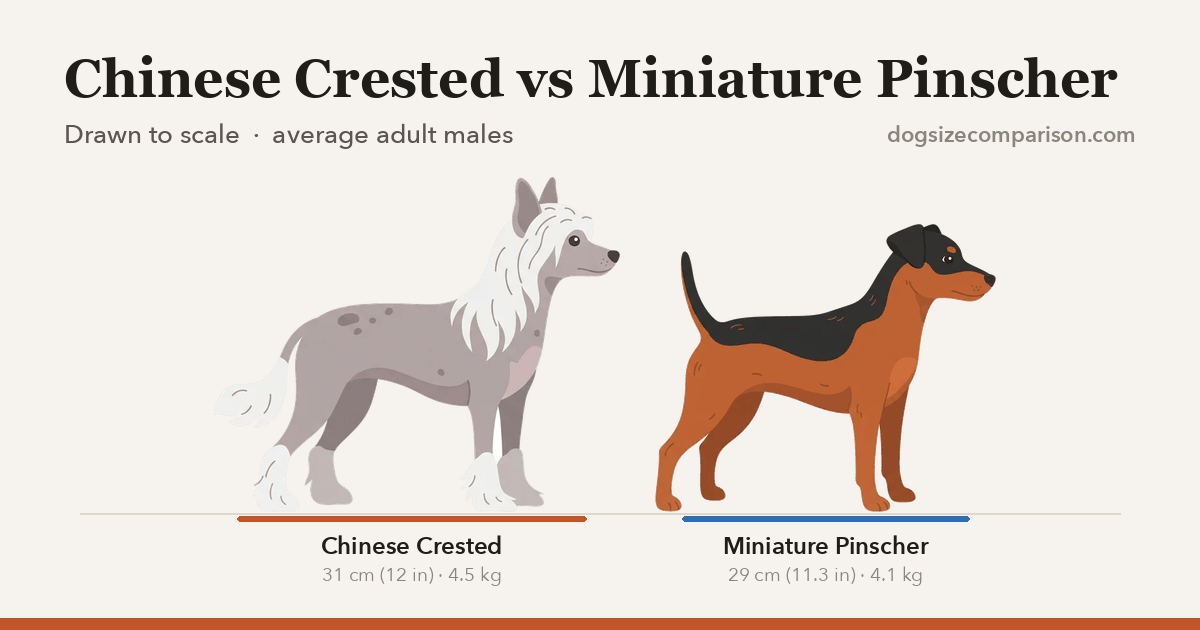 Chinese Crested vs Miniature Pinscher
Drawn to scale · average adult males
dogsizecomparison.com
Chinese Crested
31 cm (12 in) · 4.5 kg
Miniature Pinscher
29 cm (11.3 in) · 4.1 kg